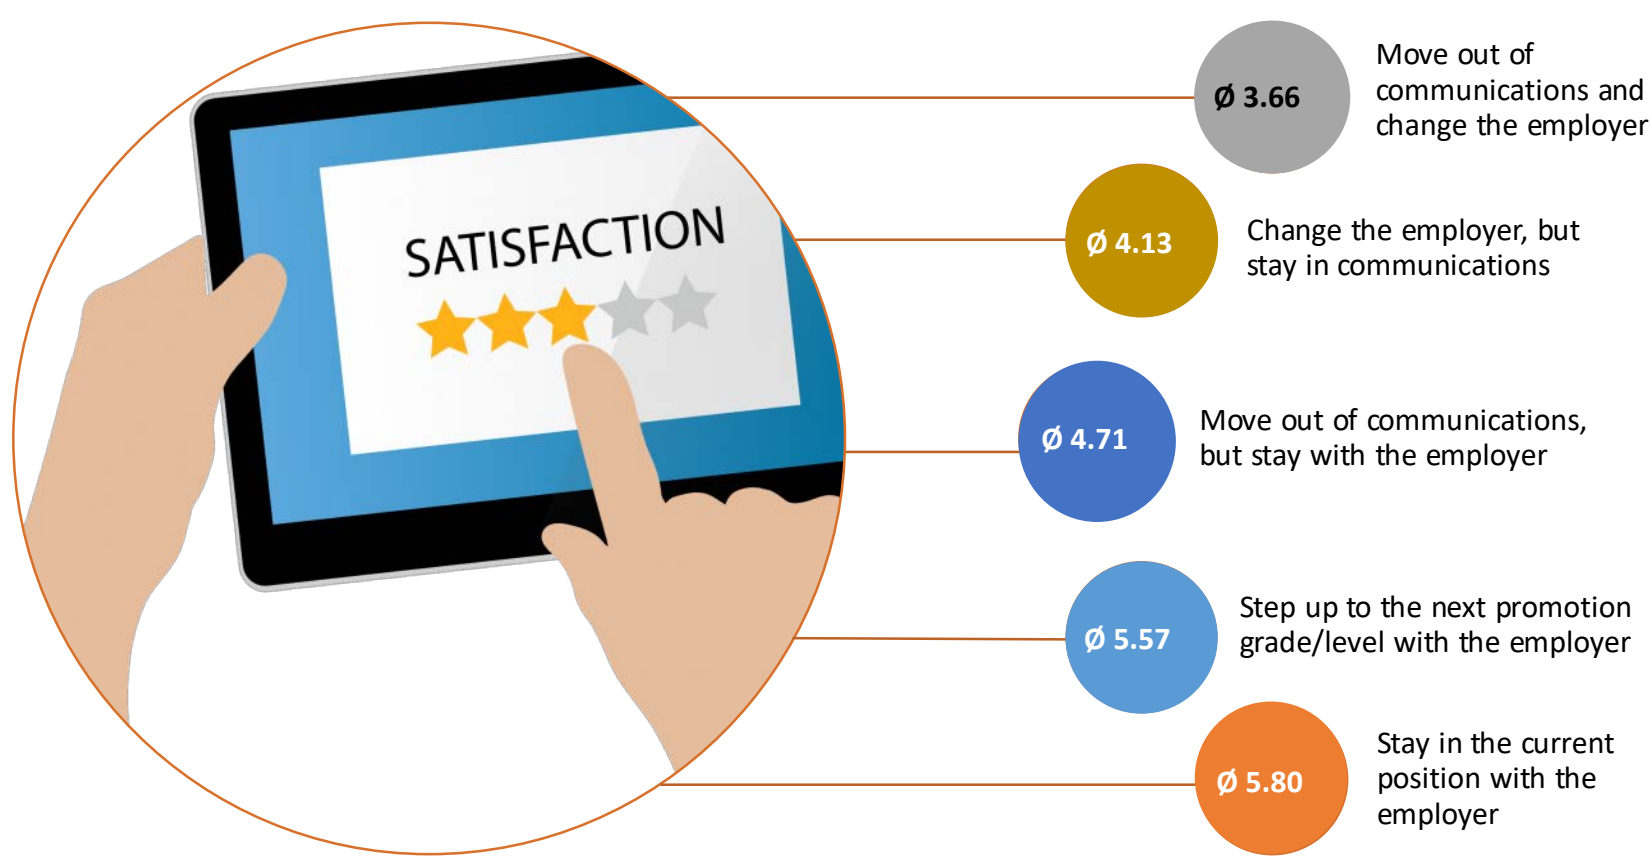 SATISFACTION
Ø 3.66
Move out of
communications and
change the employer
Ø 4.13
Change the employer, but
stay in communications
Ø 4.71
Move out of communications,
but stay with the employer
Ø 5.57
Step up to the next promotion
grade/level with the employer
Ø 5.80
Stay in the current
position with the
employer